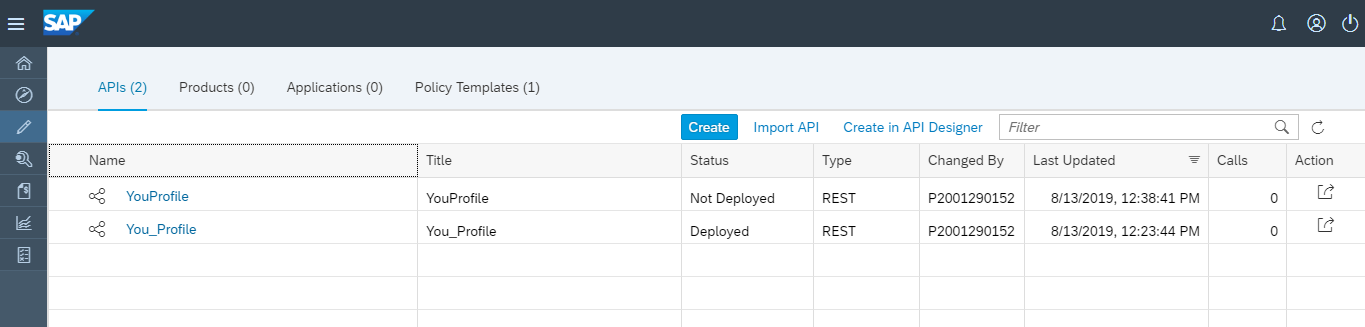 SAP
APIs (2) Products (0) Applications (0) Policy Templates (1)
Create Import API Create in API Designer Filter
Name Title Status Type Changed By Last Updated Calls Action
YouProfile YouProfile Not Deployed REST P2001290152 8/13/2019, 12:38:41 PM 0
You_Profile You_Profile Deployed REST P2001290152 8/13/2019, 12:23:44 PM 0